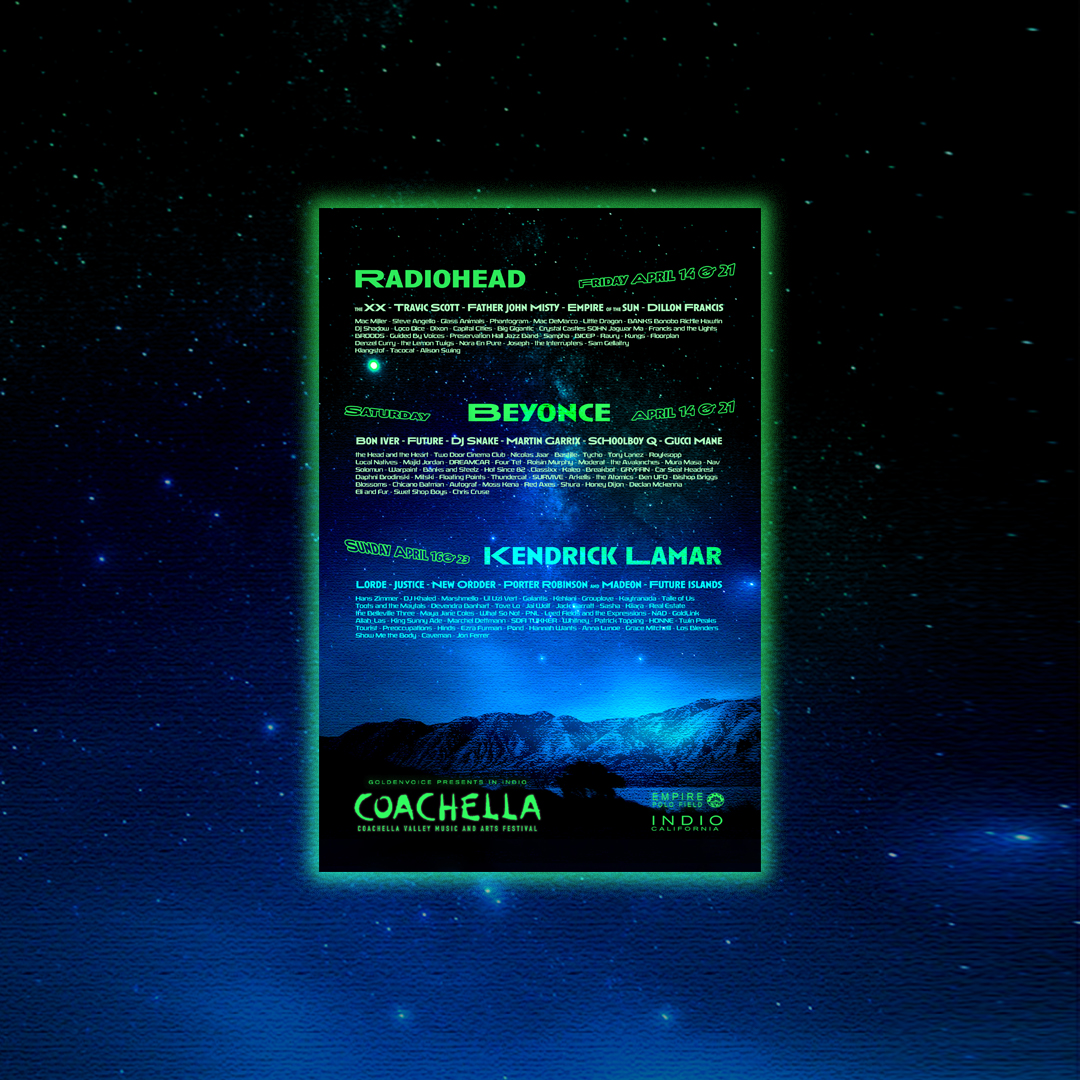 RADIOHEAD FRIDAY APRIL 14 & 21
THE XX - TRAVIC SCOTT - FATHER JOHN MISTY - EMPIRE OF THE SUN - DILLON FRANCIS
Mac Miller - Steve Angello - Glass Animals - Phantogram - Mac DeMarco - Little Dragon - BANKS Bonobo Richie Hawtin
DJ Shadow - Loco Dice - Dixon - Capital Cities - Big Gigantic - Crystal Castles SOHN Jaguar Ma - Francis and the Lights
BROODS - Guided By Voices - Preservation Hall Jazz Band - Sampha - BICEP - Raury - Kungs - Floorplan
Denzel Curry - the Lemon Twigs - Nora En Pure - Joseph - the Interrupters - Sam Gellaitry
Klangstof - Tacocat - Alison Swing
SATURDAY BEYONCE APRIL 14 & 21
BON IVER - FUTURE - DJ SNAKE - MARTIN GARRIX - SCHOOLBOY Q - GUCCI MANE
the Head and the Heart - Two Door Cinema Club - Nicolas Jaar - Bastille - Tycho - Tory Lanez - Royksopp
Local Natives - Majid Jordan - DREAMCAR - Four Tet - Roisin Murphy - Moderat - the Avalanches - Mura Masa - Nav
Solomun - Warpaint - Banks and Steelz - Hot Since 82 - Classixx - Kaleo - Breakbot - GRYFFIN - Car Seat Headrest
Daphni Brodinski - Mitski - Floating Points - Thundercat - SURVIVE - Arkells - the Atomics - Ben UFO - Bishop Briggs
Blossoms - Chicano Batman - Autograf - Moss Kena - Red Axes - Shura - Honey Dijon - Declan Mckenna
Eli and Fur - Swet Shop Boys - Chris Cruse
SUNDAY APRIL 16 & 23 KENDRICK LAMAR
LORDE - JUSTICE - NEW ORDDER - PORTER ROBINSON AND MADEON - FUTURE ISLANDS
Hans Zimmer - DJ Khaled - Marshmello - Lil Uzi Vert - Galantis - Kehlani - Grouplove - Kaytranada - Talle of Us
Toots and the Maytals - Devendra Banhart - Tove Lo - Jai Wolf - Jack Garratt - Sasha - Kiiara - Real Estate
the Belleville Three - Maya Jane Coles - What So Not - PNL - Lyed Fields and the Expressions - NAO - GoldLink
Allah Las - King Sunny Ade - Marchel Dettmann - SOFI TUKKER - Whitney - Patrick Topping - HONNE - Twin Peaks
Tourist - Preoccupations - Hinds - Ezra Furman - Pond - Hannah Wants - Anna Lunoe - Grace Mitchell - Los Blenders
Show Me the Body - Caveman - Jon Ferrer
GOLDENVOICE PRESENTS IN INDIO
COACHELLA
COACHELLA VALLEY MUSIC AND ARTS FESTIVAL
EMPIRE
POLO FIELD
INDIO
CALIFORNIA